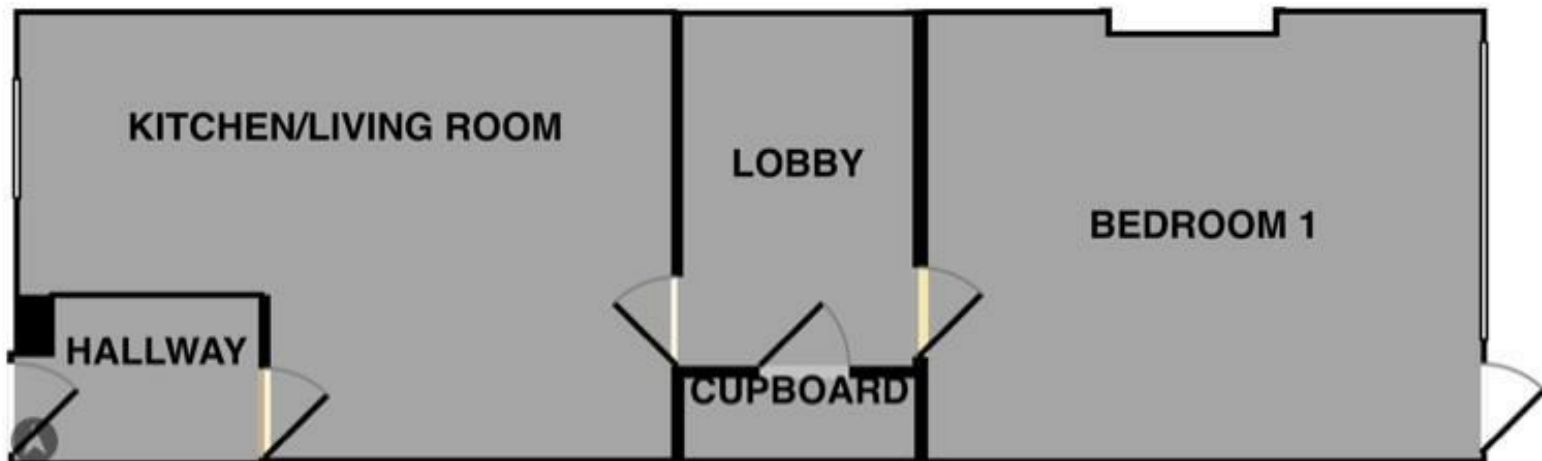 KITCHEN/LIVING ROOM
LOBBY
BEDROOM 1
HALLWAY
CUPBOARD